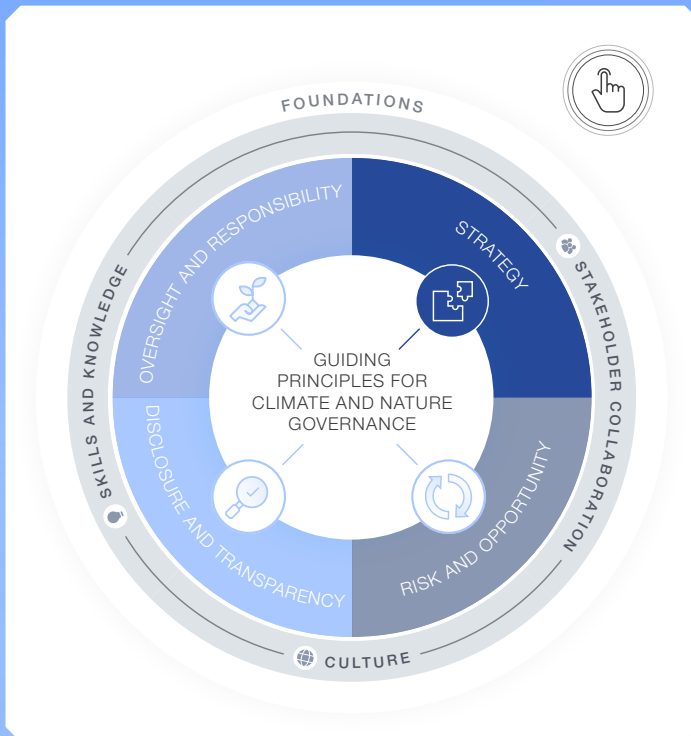 FOUNDATIONS
OVERSIGHT AND RESPONSIBILITY
STRATEGY
SKILLS AND KNOWLEDGE
STAKEHOLDER COLLABORATION
GUIDING
PRINCIPLES FOR
CLIMATE AND NATURE
GOVERNANCE
DISCLOSURE AND TRANSPARENCY
RISK AND OPPORTUNITY
CULTURE